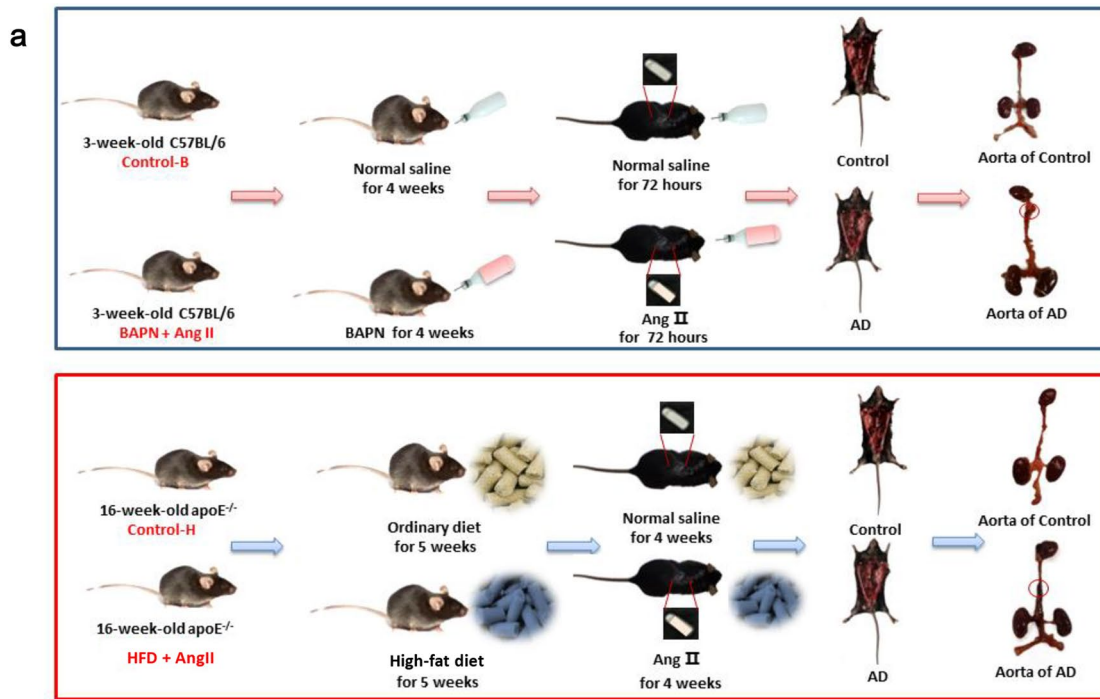 a
3-week-old C57BL/6
Control-B
Normal saline
for 4 weeks
Normal saline
for 72 hours
Control
Aorta of Control
3-week-old C57BL/6
BAPN + Ang II
BAPN for 4 weeks
Ang II
for 72 hours
AD
Aorta of AD
16-week-old apoE-/-
Control-H
Ordinary diet
for 5 weeks
Normal saline
for 4 weeks
Control
Aorta of Control
16-week-old apoE-/-
HFD + AngII
High-fat diet
for 5 weeks
Ang II
for 4 weeks
AD
Aorta of AD